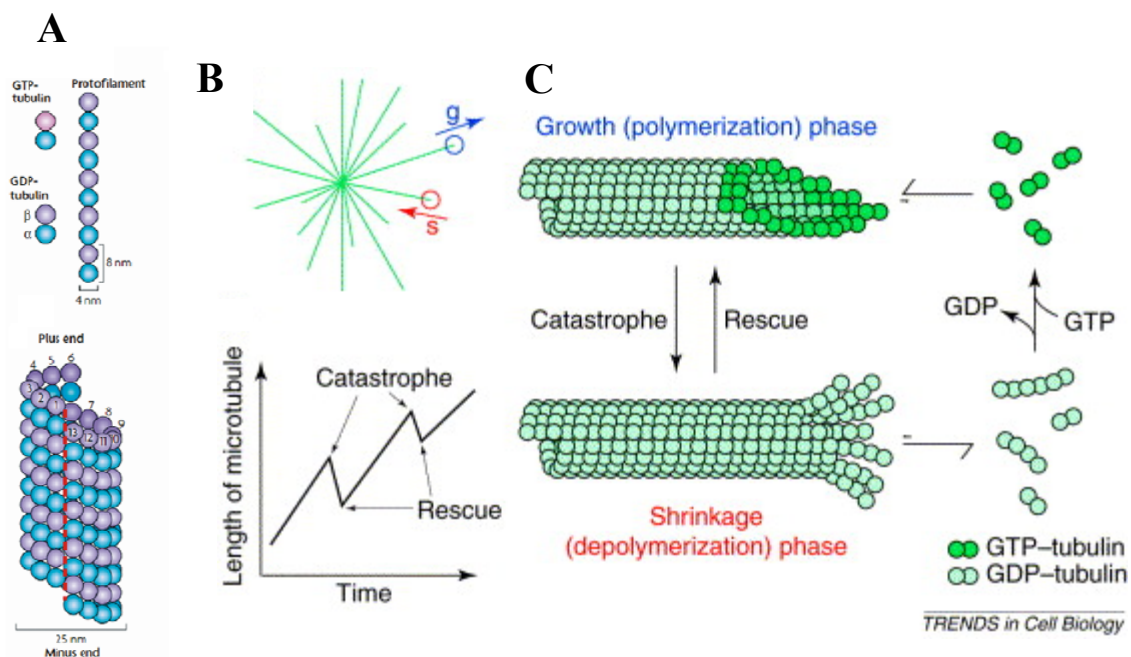 A
GTP-
tubulin
Protofilament
GDP-
tubulin
β
α
8 nm
4 nm
Plus end
4
5
6
3
2
1
7
8
9
13
12
11
10
25 nm
Minus end
B
g
s
Length of microtubule
Catastrophe
Rescue
Time
C
Growth (polymerization) phase
Catastrophe
Rescue
GDP
GTP
Shrinkage
(depolymerization) phase
GTP–tubulin
GDP–tubulin
TRENDS in Cell Biology